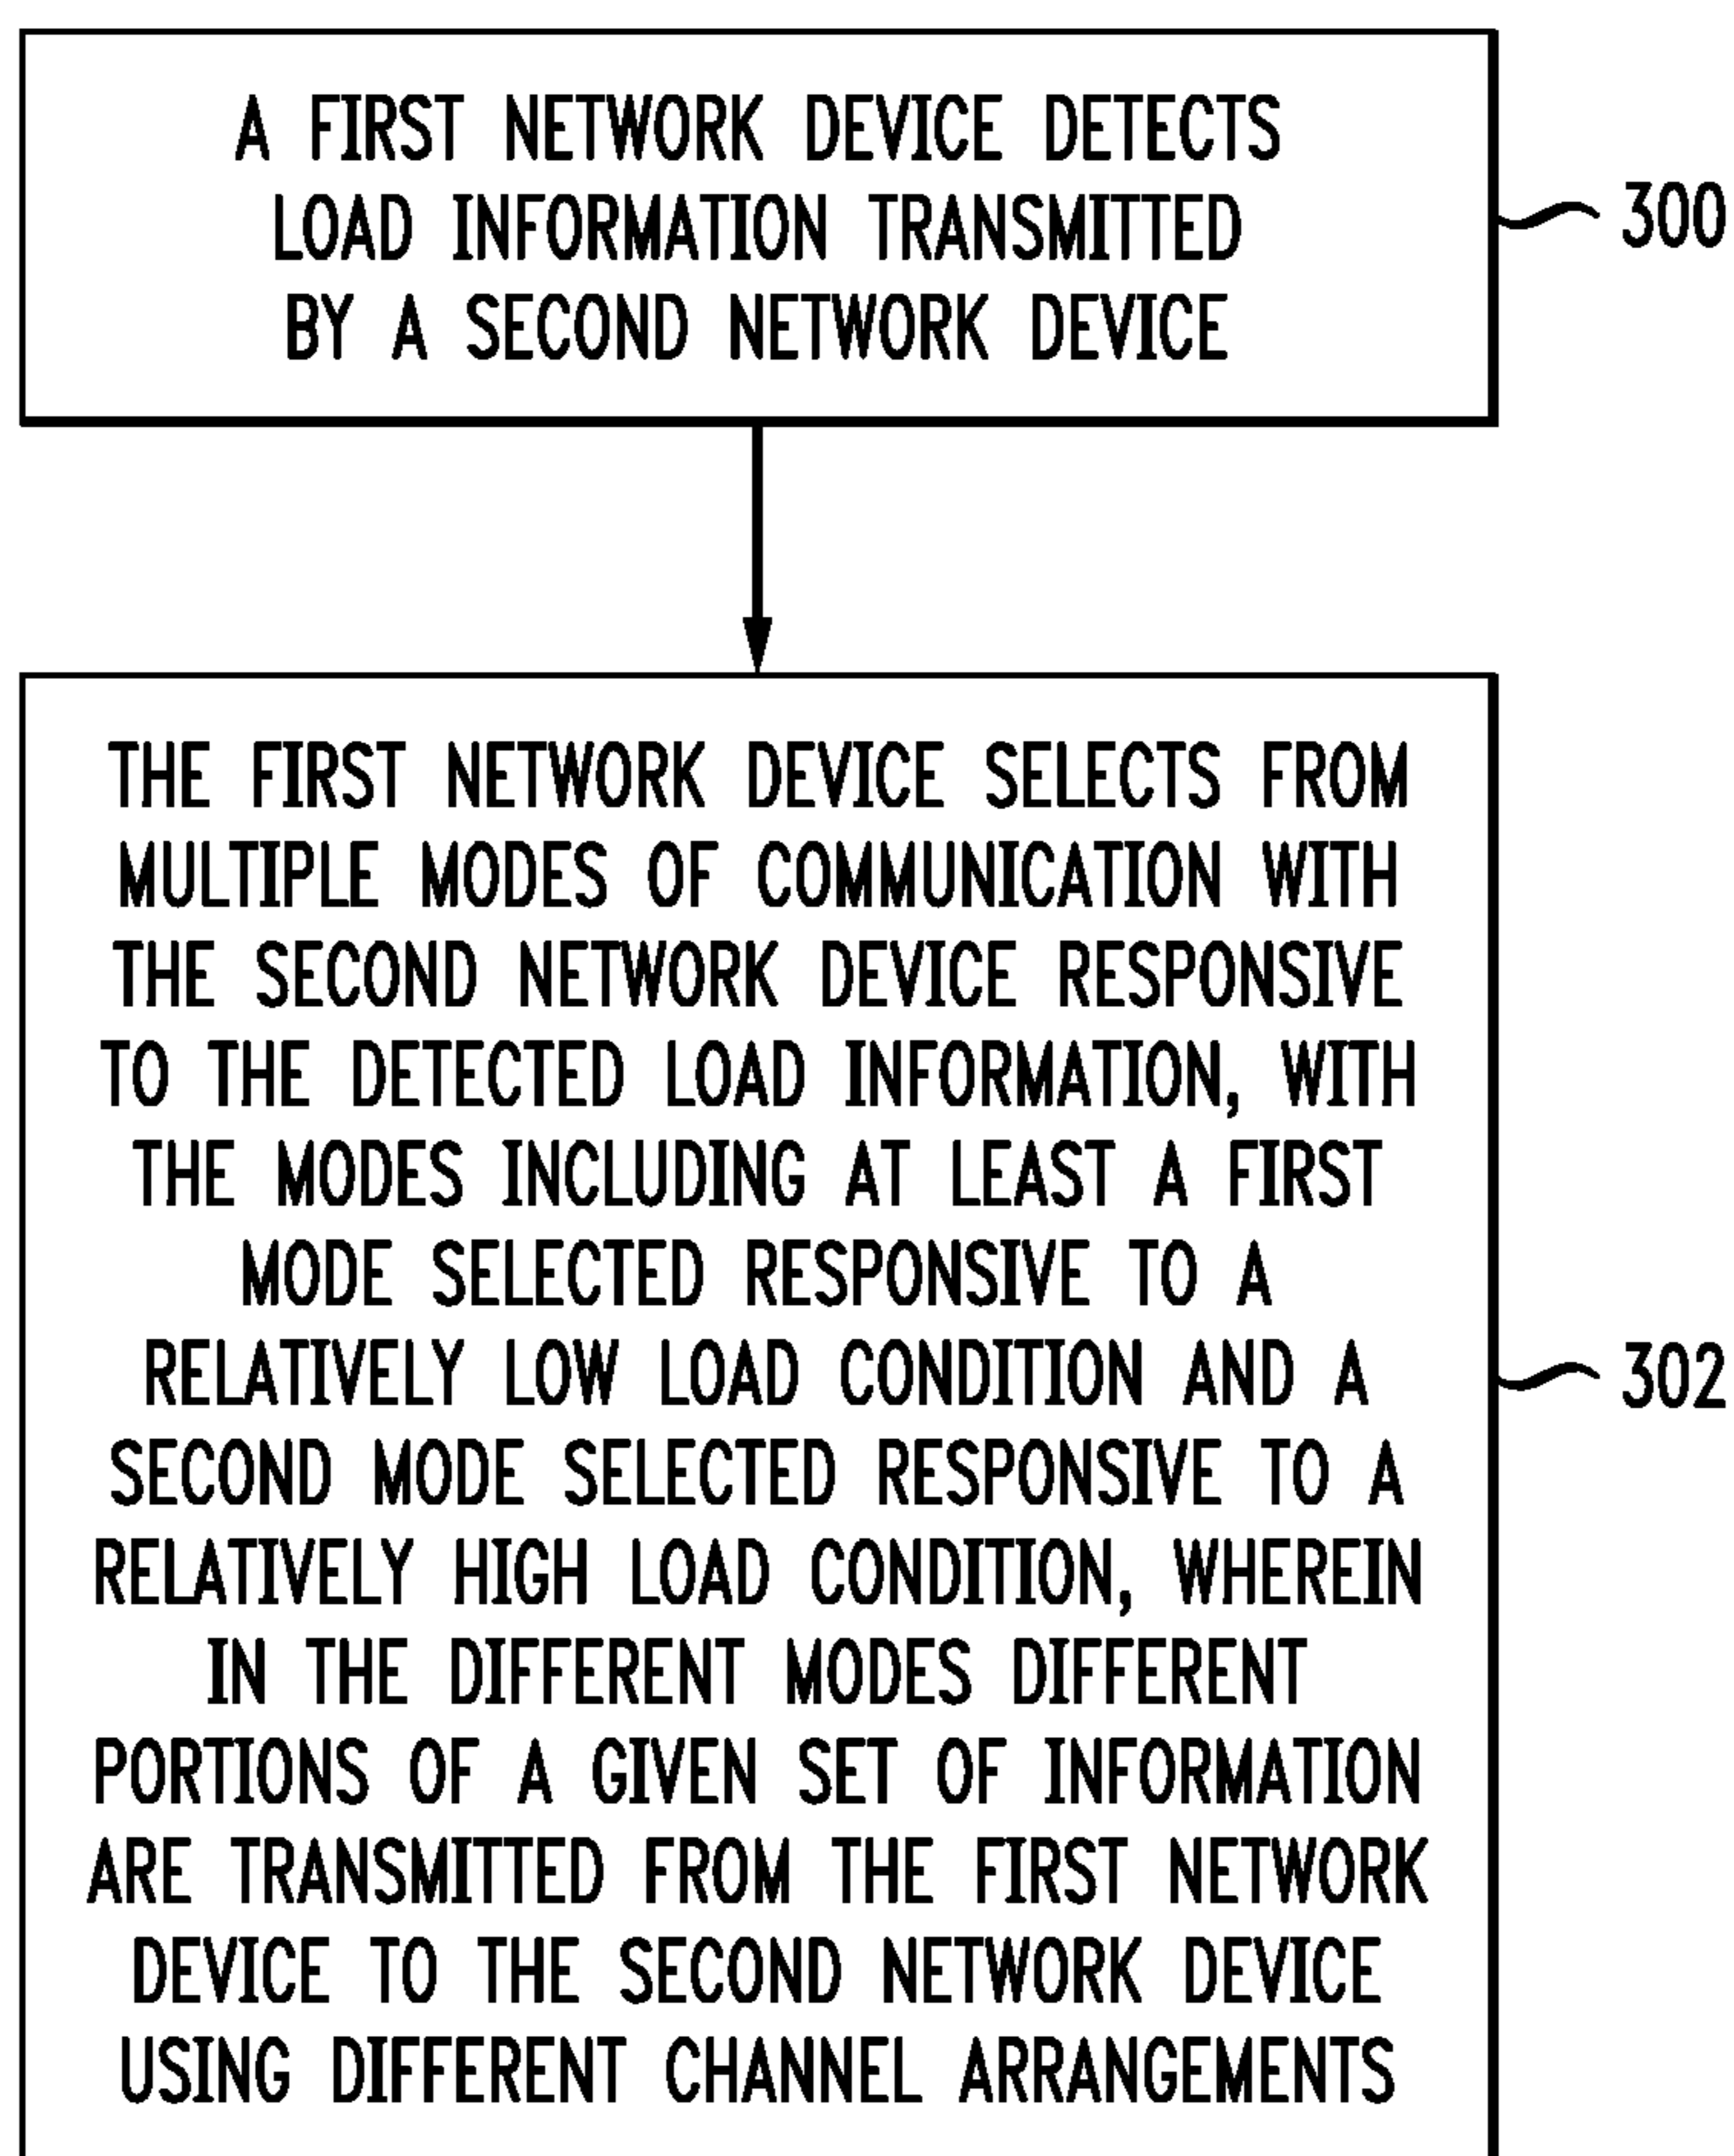 A FIRST NETWORK DEVICE DETECTS
LOAD INFORMATION TRANSMITTED
BY A SECOND NETWORK DEVICE
300
THE FIRST NETWORK DEVICE SELECTS FROM
MULTIPLE MODES OF COMMUNICATION WITH
THE SECOND NETWORK DEVICE RESPONSIVE
TO THE DETECTED LOAD INFORMATION, WITH
THE MODES INCLUDING AT LEAST A FIRST
MODE SELECTED RESPONSIVE TO A
RELATIVELY LOW LOAD CONDITION AND A
SECOND MODE SELECTED RESPONSIVE TO A
RELATIVELY HIGH LOAD CONDITION, WHEREIN
IN THE DIFFERENT MODES DIFFERENT
PORTIONS OF A GIVEN SET OF INFORMATION
ARE TRANSMITTED FROM THE FIRST NETWORK
DEVICE TO THE SECOND NETWORK DEVICE
USING DIFFERENT CHANNEL ARRANGEMENTS
302